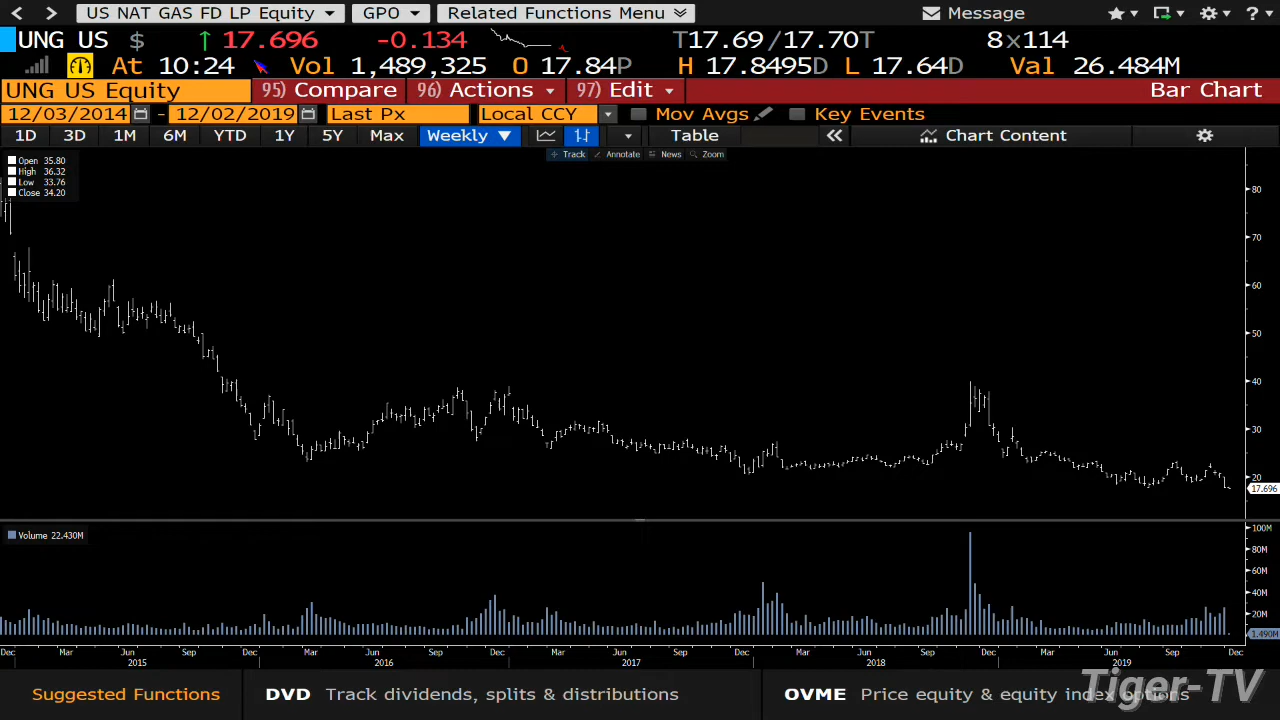 US NAT GAS FD LP Equity GPO Related Functions Menu Message
UNG US $ 17.696 -0.134 T17.69/17.70T 8x114
At 10:24 Vol 1,489,325 O 17.84P H 17.8495D L 17.64D Val 26.484M
UNG US Equity 95) Compare 96) Actions 97) Edit Bar Chart
12/03/2014 - 12/02/2019 Last Px Local CCY Mov Avgs Key Events
1D 3D 1M 6M YTD 1Y 5Y Max Weekly Table Chart Content
Track Annotate News Zoom
Open 35.80
High 36.32
Low 33.76
Close 34.20
80
70
60
50
40
30
20
17.696
Volume 22.430M
100M
80M
60M
40M
20M
1.490M
Dec Mar Jun Sep Dec Mar Jun Sep Dec Mar Jun Sep Dec Mar Jun Sep Dec Mar Jun Sep Dec
2015 2016 2017 2018 2019
Suggested Functions DVD Track dividends, splits & distributions OVME Price equity & equity index options
Tiger-TV